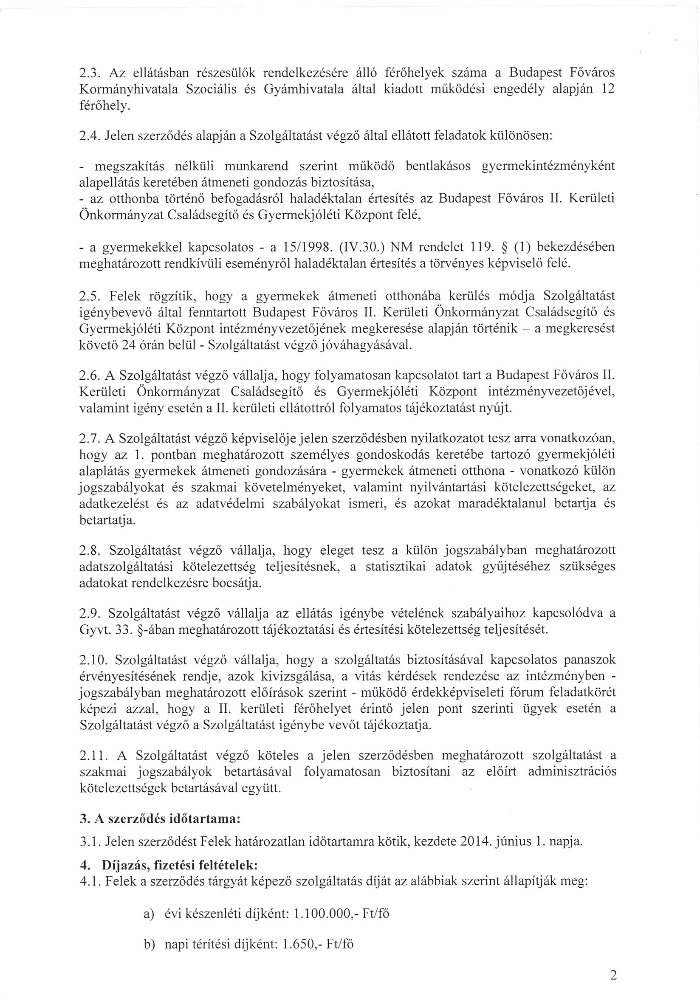 2.3. Az ellátásban részesülők rendelkezésére álló férőhelyek száma a Budapest Főváros
Kormányhivatala Szociális és Gyámhivatala által kiadott működési engedély alapján 12
férőhely.
2.4. Jelen szerződés alapján a Szolgáltatást végző által ellátott feladatok különösen:
- megszakítás nélküli munkarend szerint működő bentlakásos gyermekintézményként
alapellátás keretében átmeneti gondozás biztosítása,
- az otthonba történő befogadásról haladéktalan értesítés az Budapest Főváros II. Kerületi
Önkormányzat Családsegítő és Gyermekjóléti Központ felé,
- a gyermekekkel kapcsolatos - a 15/1998. (IV.30.) NM rendelet 119. § (1) bekezdésében
meghatározott rendkívüli eseményről haladéktalan értesítés a törvényes képviselő felé.
2.5. Felek rögzítik, hogy a gyermekek átmeneti otthonába kerülés módja Szolgáltatást
igénybevevő által fenntartott Budapest Főváros II. Kerületi Önkormányzat Családsegítő és
Gyermekjóléti Központ intézményvezetőjének megkeresése alapján történik – a megkeresést
követő 24 órán belül - Szolgáltatást végző jóváhagyásával.
2.6. A Szolgáltatást végző vállalja, hogy folyamatosan kapcsolatot tart a Budapest Főváros II.
Kerületi Önkormányzat Családsegítő és Gyermekjóléti Központ intézményvezetőjével,
valamint igény esetén a II. kerületi ellátottról folyamatos tájékoztatást nyújt.
2.7. A Szolgáltatást végző képviselője jelen szerződésben nyilatkozatot tesz arra vonatkozóan,
hogy az 1. pontban meghatározott személyes gondoskodás keretébe tartozó gyermekjóléti
alaplátás gyermekek átmeneti gondozására - gyermekek átmeneti otthona - vonatkozó külön
jogszabályokat és szakmai követelményeket, valamint nyilvántartási kötelezettségeket, az
adatkezelést és az adatvédelmi szabályokat ismeri, és azokat maradéktalanul betartja és
betartatja.
2.8. Szolgáltatást végző vállalja, hogy eleget tesz a külön jogszabályban meghatározott
adatszolgáltatási kötelezettség teljesítésnek, a statisztikai adatok gyűjtéséhez szükséges
adatokat rendelkezésre bocsátja.
2.9. Szolgáltatást végző vállalja az ellátás igénybe vételének szabályaihoz kapcsolódva a
Gyvt. 33. §-ában meghatározott tájékoztatási és értesítési kötelezettség teljesítését.
2.10. Szolgáltatást végző vállalja, hogy a szolgáltatás biztosításával kapcsolatos panaszok
érvényesítésének rendje, azok kivizsgálása, a vitás kérdések rendezése az intézményben -
jogszabályban meghatározott előírások szerint - működő érdekképviseleti fórum feladatkörét
képezi azzal, hogy a II. kerületi férőhelyet érintő jelen pont szerinti ügyek esetén a
Szolgáltatást végző a Szolgáltatást igénybe vevőt tájékoztatja.
2.11. A Szolgáltatást végző köteles a jelen szerződésben meghatározott szolgáltatást a
szakmai jogszabályok betartásával folyamatosan biztosítani az előírt adminisztrációs
kötelezettségek betartásával együtt.
3. A szerződés időtartama:
3.1. Jelen szerződést Felek határozatlan időtartamra kötik, kezdete 2014. június 1. napja.
4. Díjazás, fizetési feltételek:
4.1. Felek a szerződés tárgyát képező szolgáltatás díját az alábbiak szerint állapítják meg:
a) évi készenléti díjként: 1.100.000,- Ft/fő
b) napi térítési díjként: 1.650,- Ft/fő
2